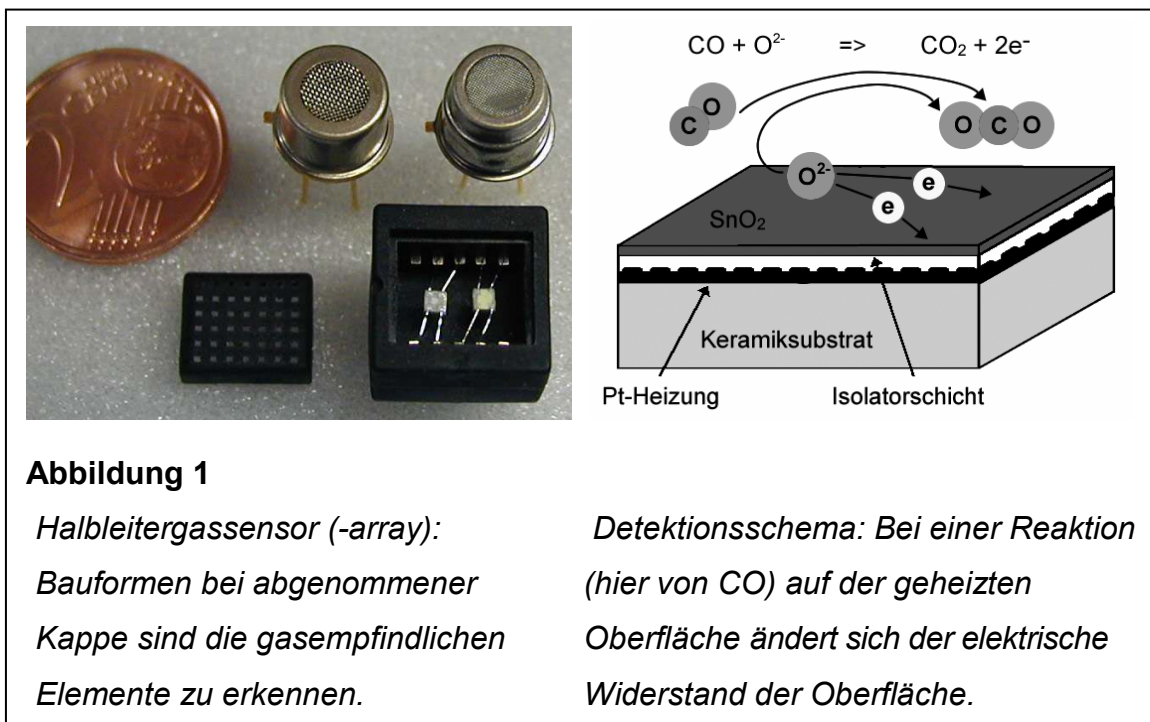 2
CENT
CO + O²⁻ => CO₂ + 2e⁻
C O
O C O
O²⁻
e
e
SnO₂
Keramiksubstrat
Pt-Heizung
Isolatorschicht
Abbildung 1
Halbleitergassensor (-array):
Bauformen bei abgenommener
Kappe sind die gasempfindlichen
Elemente zu erkennen.
Detektionsschema: Bei einer Reaktion
(hier von CO) auf der geheizten
Oberfläche ändert sich der elektrische
Widerstand der Oberfläche.